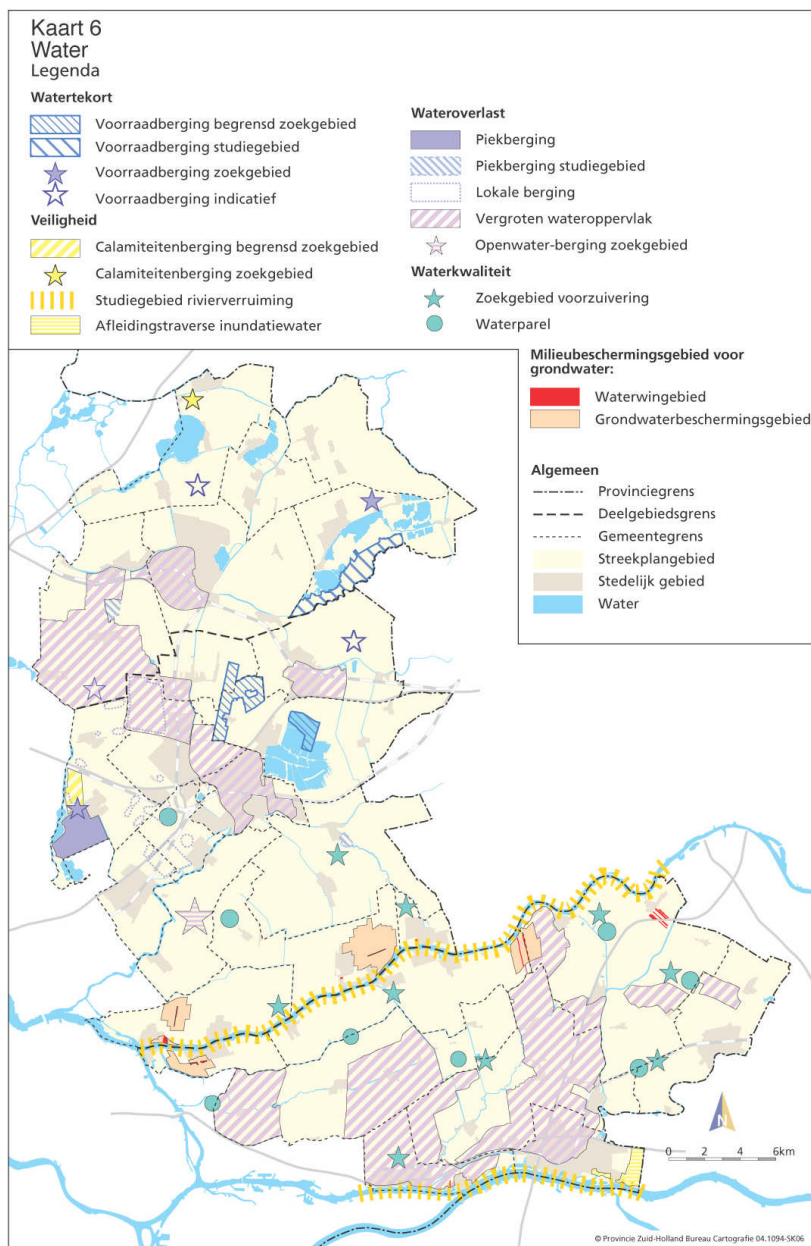 Kaart 6
Water
Legenda
Watertekort
Voorraadberging begrensd zoekgebied
Voorraadberging studiegebied
Voorraadberging zoekgebied
Voorraadberging indicatief
Veiligheid
Calamiteitenberging begrensd zoekgebied
Calamiteitenberging zoekgebied
Studiegebied rivierverruiming
Afleidingstraverse inundatiewater
Wateroverlast
Piekberging
Piekberging studiegebied
Lokale berging
Vergroten wateroppervlak
Openwater-berging zoekgebied
Waterkwaliteit
Zoekgebied voorzuivering
Waterparel
Milieubeschermingsgebied voor
grondwater:
Waterwingebied
Grondwaterbeschermingsgebied
Algemeen
Provinciegrens
Deelgebiedsgrens
Gemeentegrens
Streekplangebied
Stedelijk gebied
Water
N
0 2 4 6km
© Provincie Zuid-Holland Bureau Cartografie 04.1094-SK06